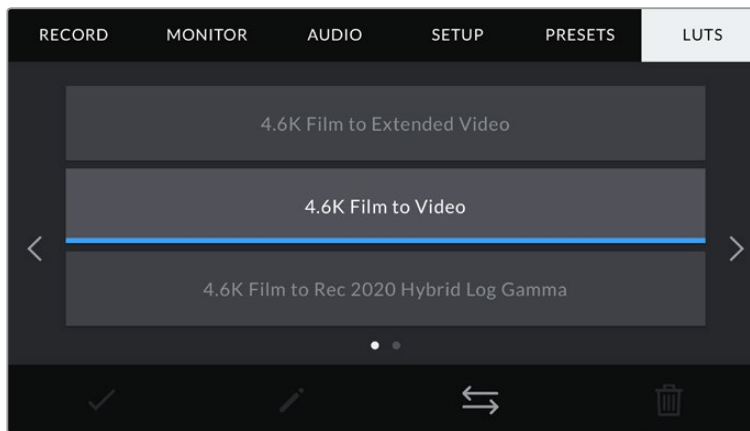 RECORD MONITOR AUDIO SETUP PRESETS LUTS
4.6K Film to Extended Video
4.6K Film to Video
4.6K Film to Rec 2020 Hybrid Log Gamma